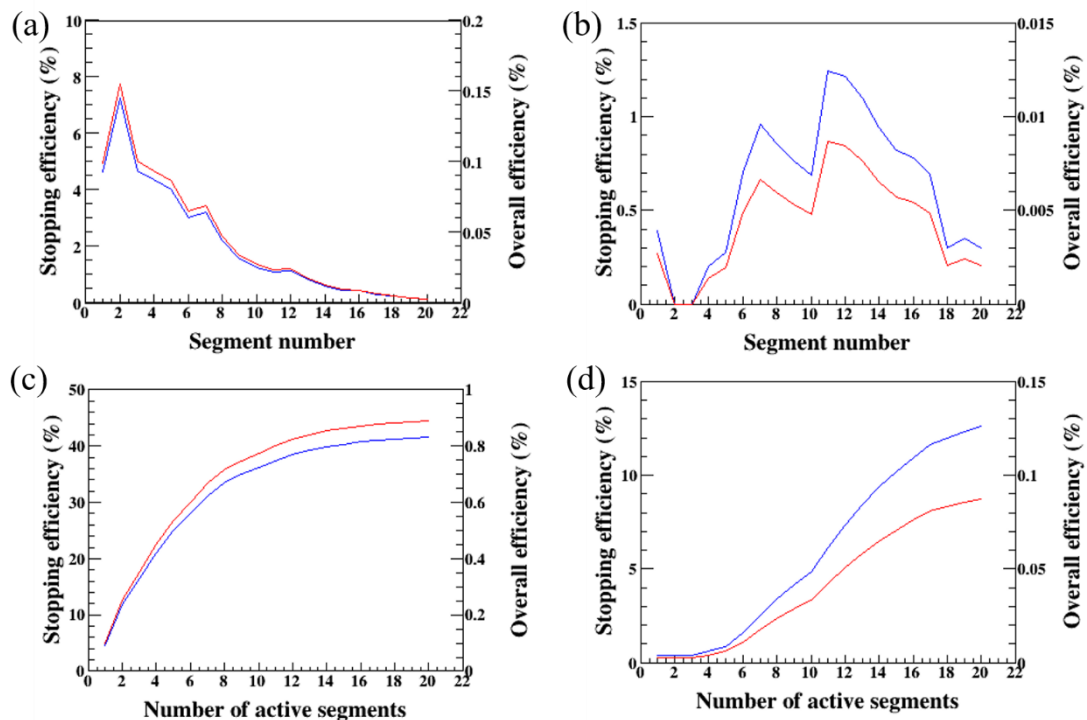 (a)
Stopping efficiency (%)
10
8
6
4
2
0
0 2 4 6 8 10 12 14 16 18 20 22
Segment number
0.2
0.15
0.1
0.05
0
Overall efficiency (%)
(b)
Stopping efficiency (%)
1.5
1
0.5
0
0 2 4 6 8 10 12 14 16 18 20 22
Segment number
0.015
0.01
0.005
0
Overall efficiency (%)
(c)
Stopping efficiency (%)
50
40
30
20
10
0
0 2 4 6 8 10 12 14 16 18 20 22
Number of active segments
1
0.8
0.6
0.4
0.2
0
Overall efficiency (%)
(d)
Stopping efficiency (%)
15
10
5
0
0 2 4 6 8 10 12 14 16 18 20 22
Number of active segments
0.15
0.1
0.05
0
Overall efficiency (%)